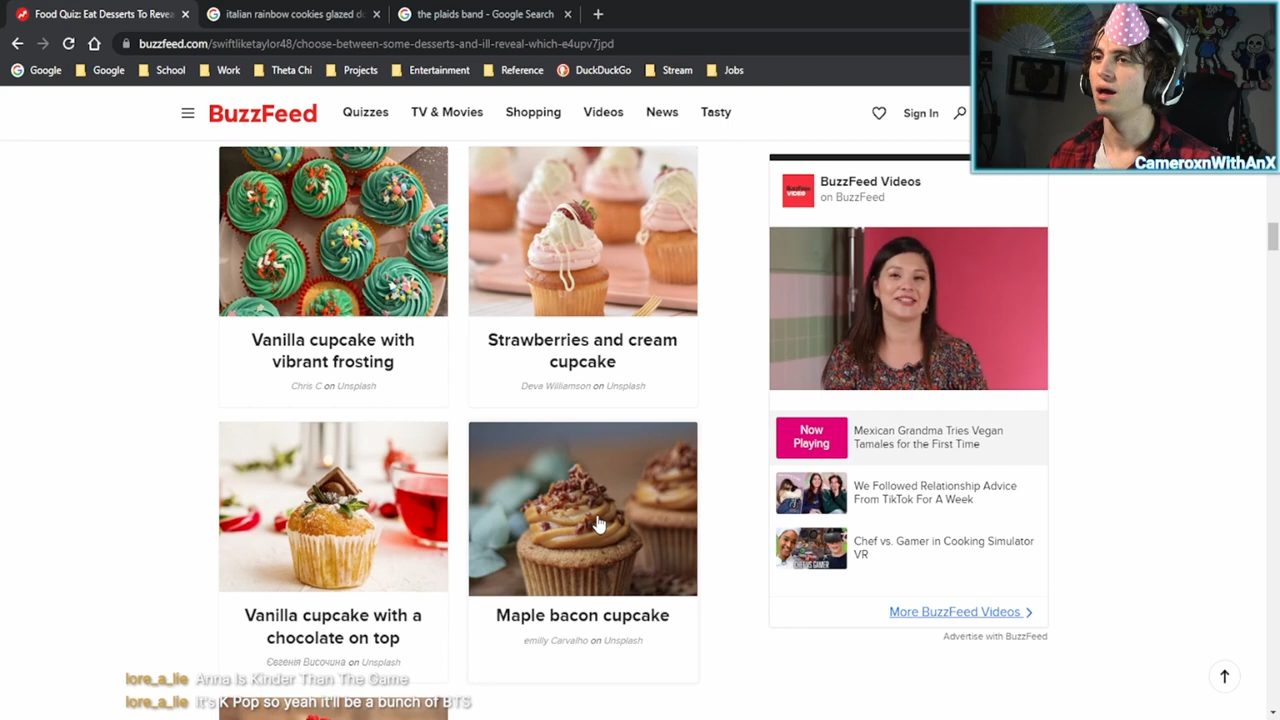 Food Quiz: Eat Desserts To Revea
italian rainbow cookies glazed d
the plaids band - Google Search
buzzfeed.com/swiftliketaylor48/choose-between-some-desserts-and-ill-reveal-which-e4upv7jpd
Google
Google
School
Work
Theta Chi
Projects
Entertainment
Reference
DuckDuckGo
Stream
Jobs
CameroxnWithAnX
BuzzFeed
Quizzes
TV & Movies
Shopping
Videos
News
Tasty
Sign In
Vanilla cupcake with
vibrant frosting
Chris C on Unsplash
Strawberries and cream
cupcake
Deva Williamson on Unsplash
Vanilla cupcake with a
chocolate on top
Євгенія Височина on Unsplash
Maple bacon cupcake
emilly Carvalho on Unsplash
BuzzFeed Videos
on BuzzFeed
Now
Playing
Mexican Grandma Tries Vegan
Tamales for the First Time
We Followed Relationship Advice
From TikTok For A Week
Chef vs. Gamer in Cooking Simulator
VR
More BuzzFeed Videos
Advertise with BuzzFeed
lore_a_lie Anna Is Kinder Than The Game
lore_a_lie It's K Pop so yeah it'll be a bunch of BTS